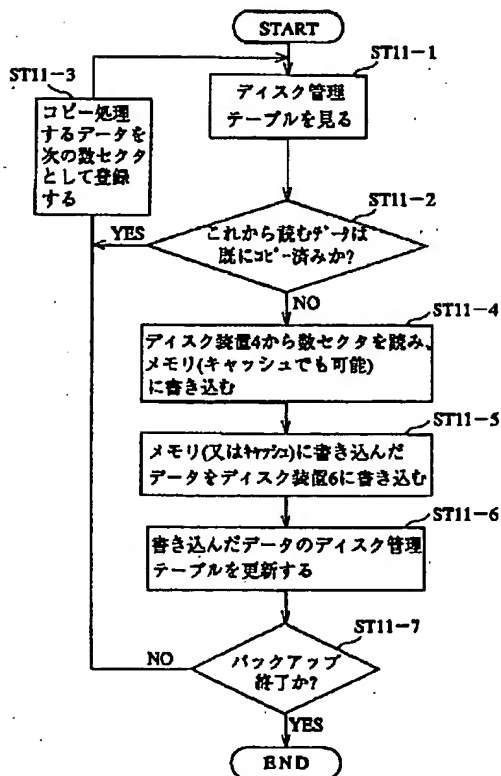 START
ST11-1
ディスク管理
テーブルを見る
ST11-3
コピー処理
するデータを
次の数セクタ
として登録
する
ST11-2
これから読むデータは
既にコピー済みか?
YES
NO
ST11-4
ディスク装置4から数セクタを読み、
メモリ(キャッシュでも可能)
に書き込む
ST11-5
メモリ(又はキャッシュ)に書き込んだ
データをディスク装置6に書き込む
ST11-6
書き込んだデータのディスク管理
テーブルを更新する
ST11-7
バックアップ
終了か?
NO
YES
END